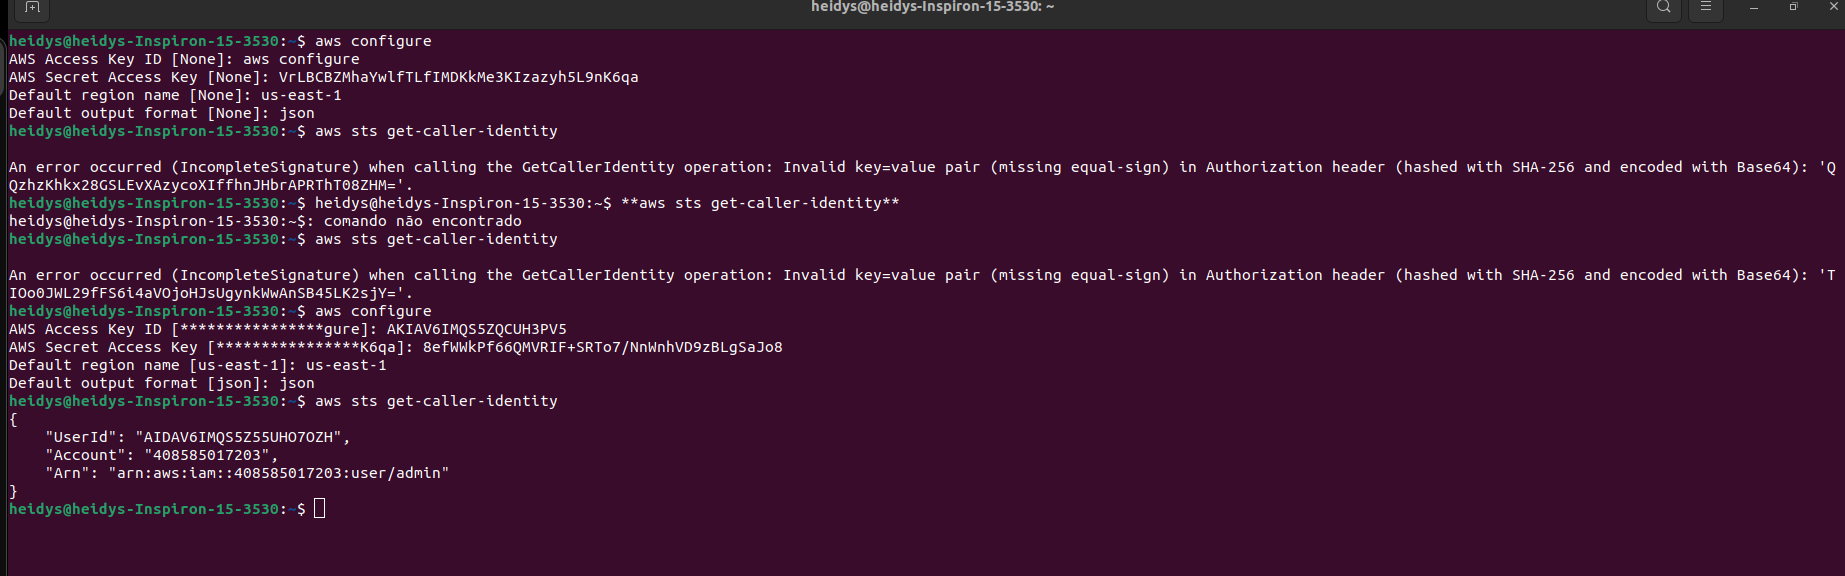 heidys@heidys-Inspiron-15-3530: ~
heidys@heidys-Inspiron-15-3530:~$ aws configure
AWS Access Key ID [None]: aws configure
AWS Secret Access Key [None]: VrLBCBZMhaYwlfTLfIMDKkMe3KIzazyh5L9nK6qa
Default region name [None]: us-east-1
Default output format [None]: json
heidys@heidys-Inspiron-15-3530:~$ aws sts get-caller-identity
An error occurred (IncompleteSignature) when calling the GetCallerIdentity operation: Invalid key=value pair (missing equal-sign) in Authorization header (hashed with SHA-256 and encoded with Base64): 'Q
QzhzKhkx28GSLEvXAzycoXIffhnJHbrAPRThT08ZHM='.
heidys@heidys-Inspiron-15-3530:~$ heidys@heidys-Inspiron-15-3530:~$ **aws sts get-caller-identity**
heidys@heidys-Inspiron-15-3530:~$: comando não encontrado
heidys@heidys-Inspiron-15-3530:~$ aws sts get-caller-identity
An error occurred (IncompleteSignature) when calling the GetCallerIdentity operation: Invalid key=value pair (missing equal-sign) in Authorization header (hashed with SHA-256 and encoded with Base64): 'T
IOo0JWL29fFS6i4aVOjoHJsUgynkWwAnSB45LK2sjY='.
heidys@heidys-Inspiron-15-3530:~$ aws configure
AWS Access Key ID [****************gure]: AKIAV6IMQS5ZQCUH3PV5
AWS Secret Access Key [****************K6qa]: 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
Default region name [us-east-1]: us-east-1
Default output format [json]: json
heidys@heidys-Inspiron-15-3530:~$ aws sts get-caller-identity
{
    "UserId": "AIDAV6IMQS5Z55UHO7OZH",
    "Account": "408585017203",
    "Arn": "arn:aws:iam::408585017203:user/admin"
}
heidys@heidys-Inspiron-15-3530:~$